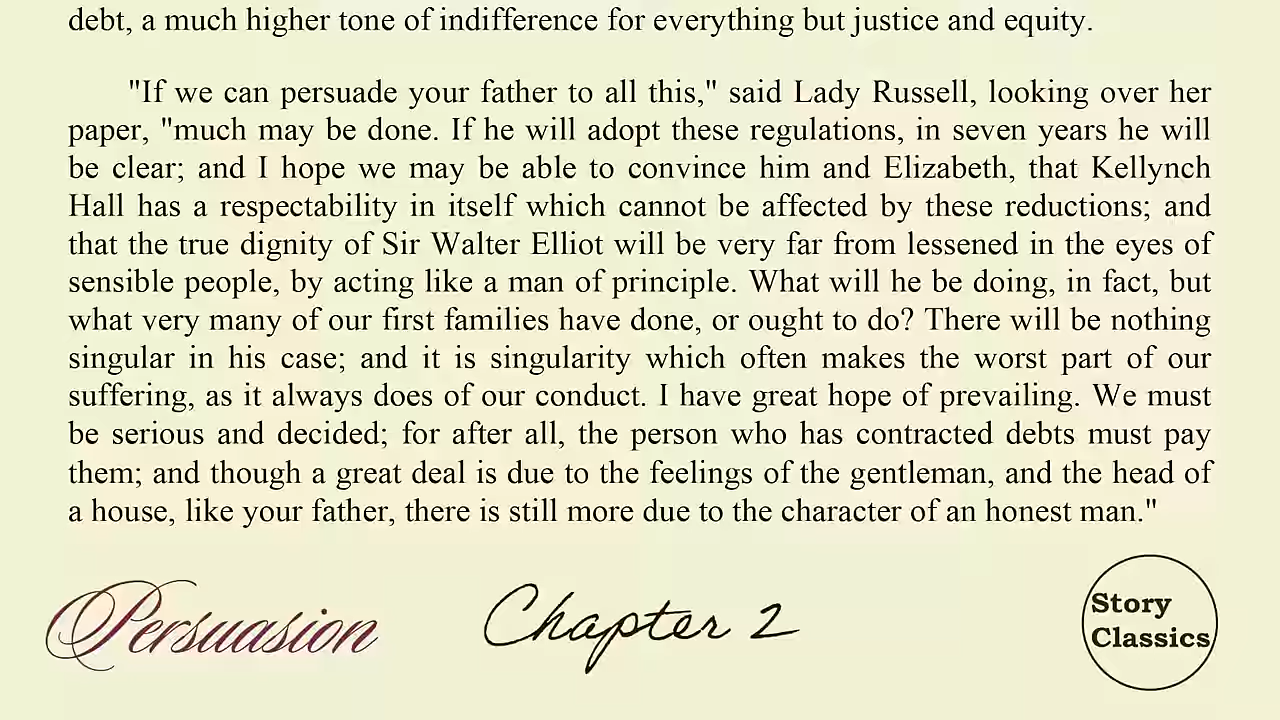 debt, a much higher tone of indifference for everything but justice and equity.
"If we can persuade your father to all this," said Lady Russell, looking over her
paper, "much may be done. If he will adopt these regulations, in seven years he will
be clear; and I hope we may be able to convince him and Elizabeth, that Kellynch
Hall has a respectability in itself which cannot be affected by these reductions; and
that the true dignity of Sir Walter Elliot will be very far from lessened in the eyes of
sensible people, by acting like a man of principle. What will he be doing, in fact, but
what very many of our first families have done, or ought to do? There will be nothing
singular in his case; and it is singularity which often makes the worst part of our
suffering, as it always does of our conduct. I have great hope of prevailing. We must
be serious and decided; for after all, the person who has contracted debts must pay
them; and though a great deal is due to the feelings of the gentleman, and the head of
a house, like your father, there is still more due to the character of an honest man."
Persuasion
Chapter 2
Story
Classics